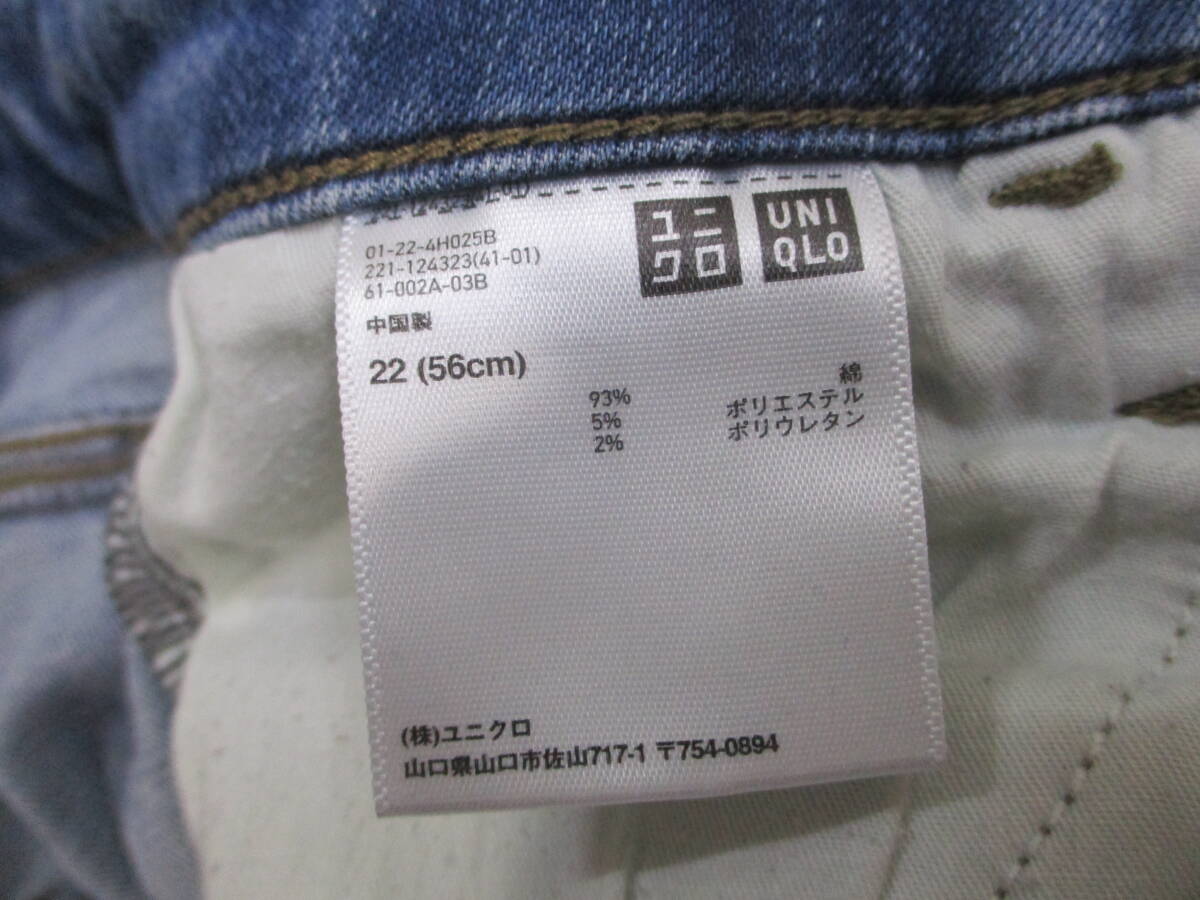 01-22-4H025B
221-124323(41-01)
61-002A-03B
ユニ
クロ
UNI
QLO
中国製
22 (56cm)
93% 綿
5% ポリエステル
2% ポリウレタン
(株)ユニクロ
山口県山口市佐山717-1 〒754-0894